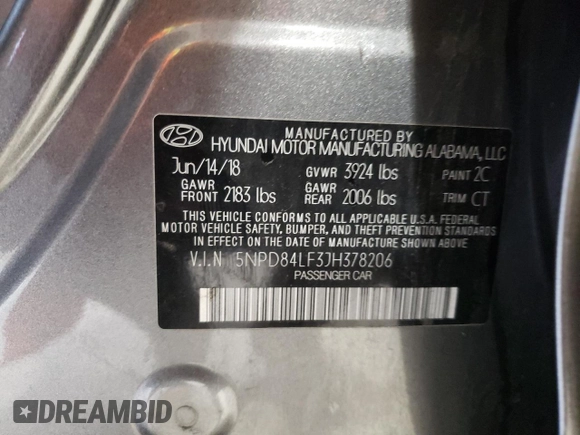 MANUFACTURED BY
HYUNDAI MOTOR MANUFACTURING ALABAMA, LLC
Jun/14/18 GVWR 3924 lbs PAINT 2C
GAWR FRONT 2183 lbs GAWR REAR 2006 lbs TRIM CT
THIS VEHICLE CONFORMS TO ALL APPLICABLE U.S.A. FEDERAL
MOTOR VEHICLE SAFETY, BUMPER, AND THEFT PREVENTION STANDARDS
IN EFFECT ON THE DATE OF MANUFACTURE SHOWN ABOVE.
V.I.N 5NPD84LF3JH378206
PASSENGER CAR
DREAMBID